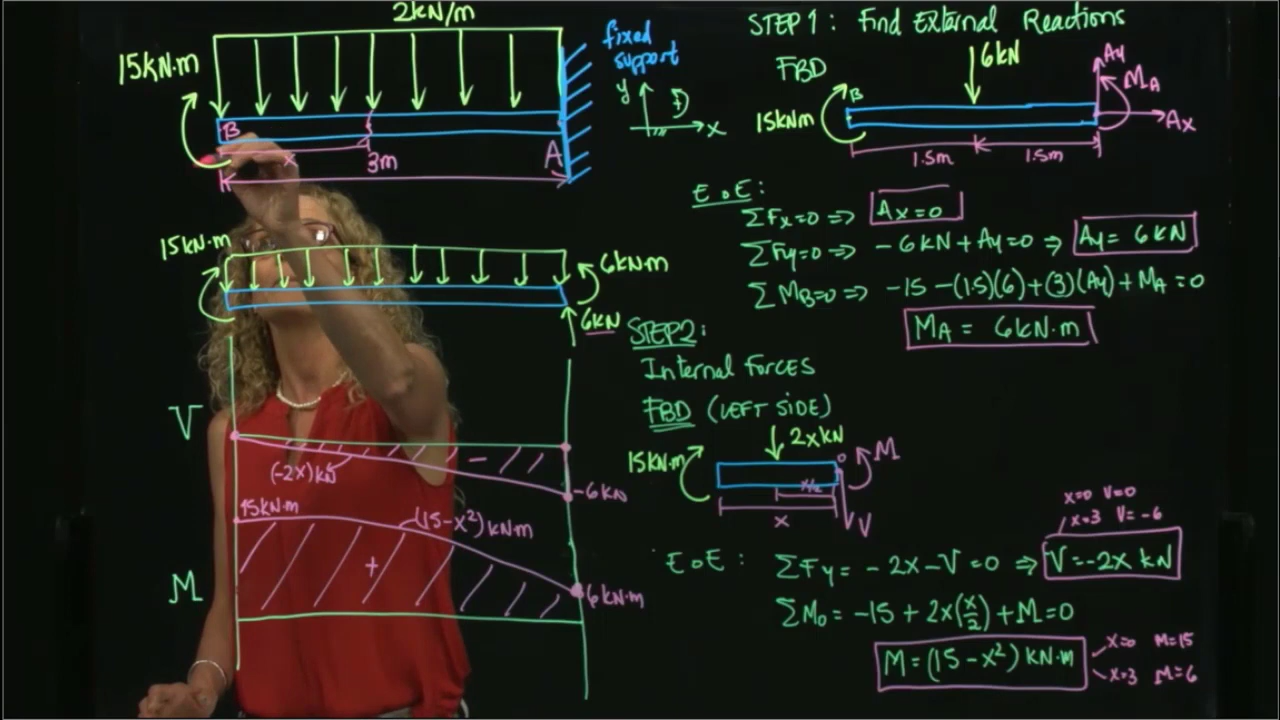 2kN/m
15kN·m
fixed
support
y
x
B
x
3m
A
STEP 1: Find External Reactions
FBD
6kN
Ay
MA
B
15kNm
Ax
1.5m
1.5m
EoE:
ΣFx=0 => Ax=0
ΣFy=0 => -6kN+Ay=0 => Ay= 6kN
ΣMB=0 => -15-(1.5)(6)+(3)(Ay)+MA=0
MA = 6kN·m
15kN·m
6kN·m
6kN
STEP2:
Internal Forces
FBD (LEFT SIDE)
2x kN
15kN·m
o
M
x/2
x
V
V
(-2x)kN
-
-6kN
15kN·m
(15-x²)kN·m
+
M
6kN·m
x=0 V=0
x=3 V=-6
EoE: ΣFy= -2x-V=0 => V=-2x kN
ΣMo= -15+2x(x/2)+M=0
M=(15-x²)kN·m
x=0 M=15
x=3 M=6